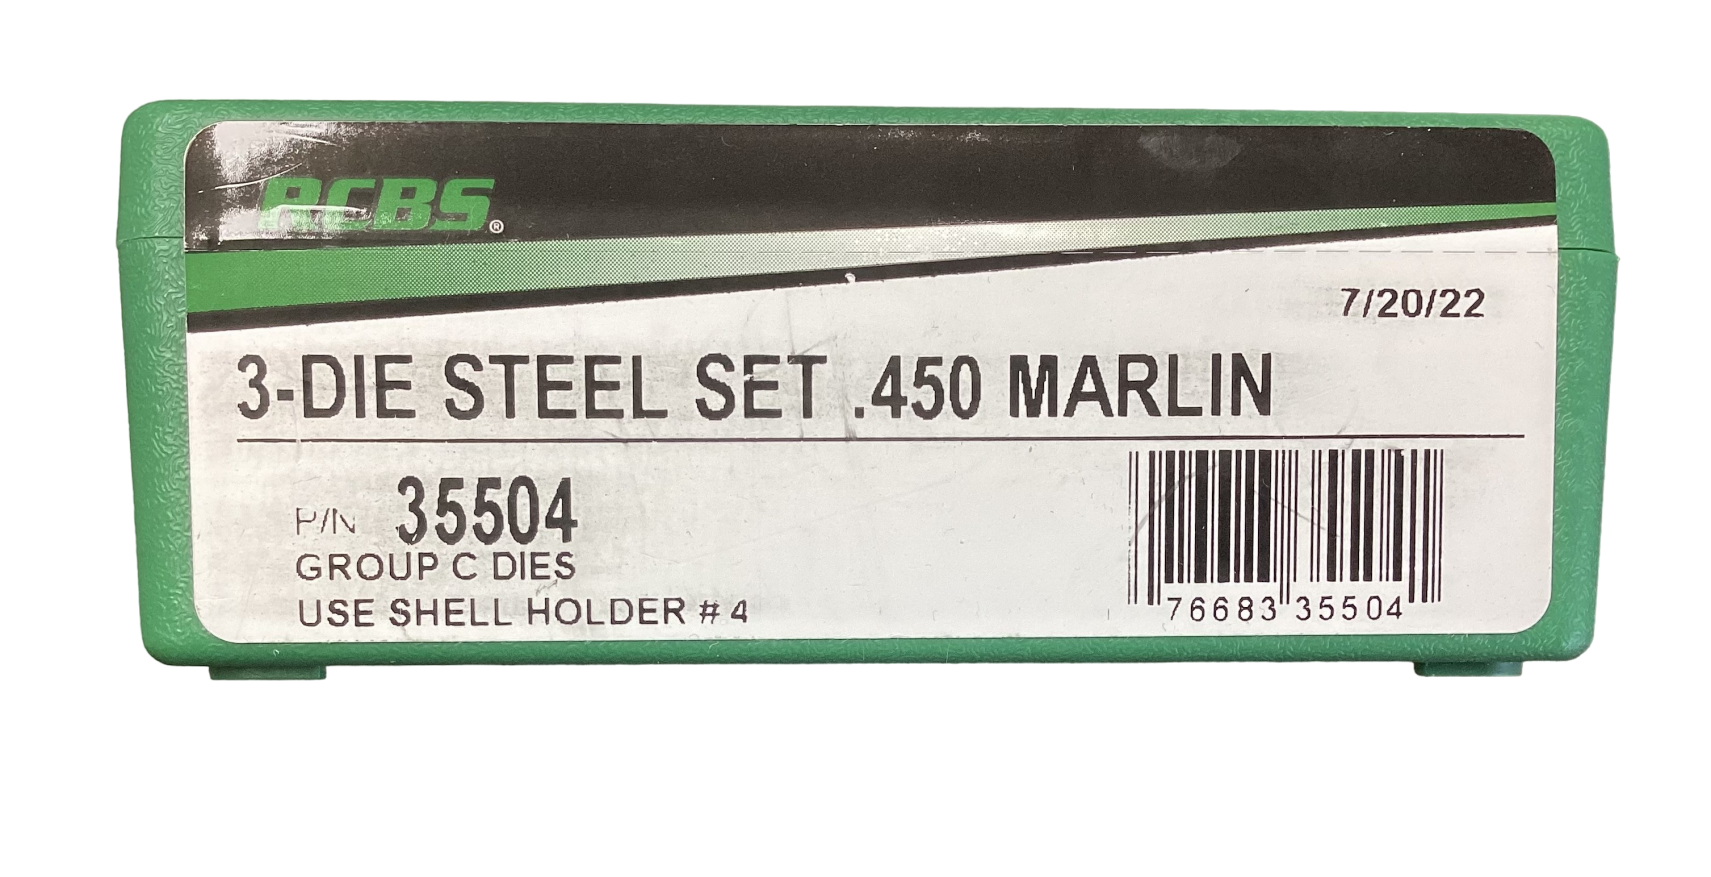 RCBS®
7/20/22
3-DIE STEEL SET .450 MARLIN
P/N 35504
GROUP C DIES
USE SHELL HOLDER # 4
76683 35504